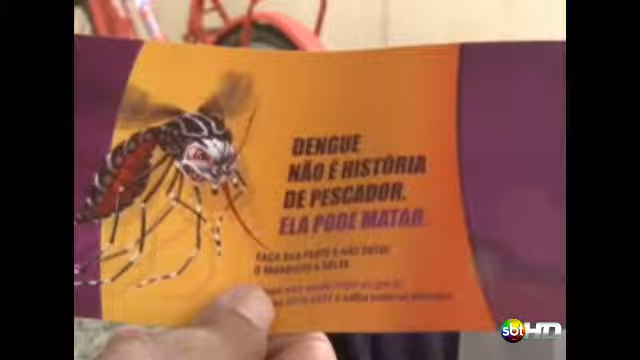 DENGUE
NÃO É HISTÓRIA
DE PESCADOR.
ELA PODE MATAR.
FAÇA SUA PARTE E NÃO DEIXE
O MOSQUITO À SOLTA.
sbt HD